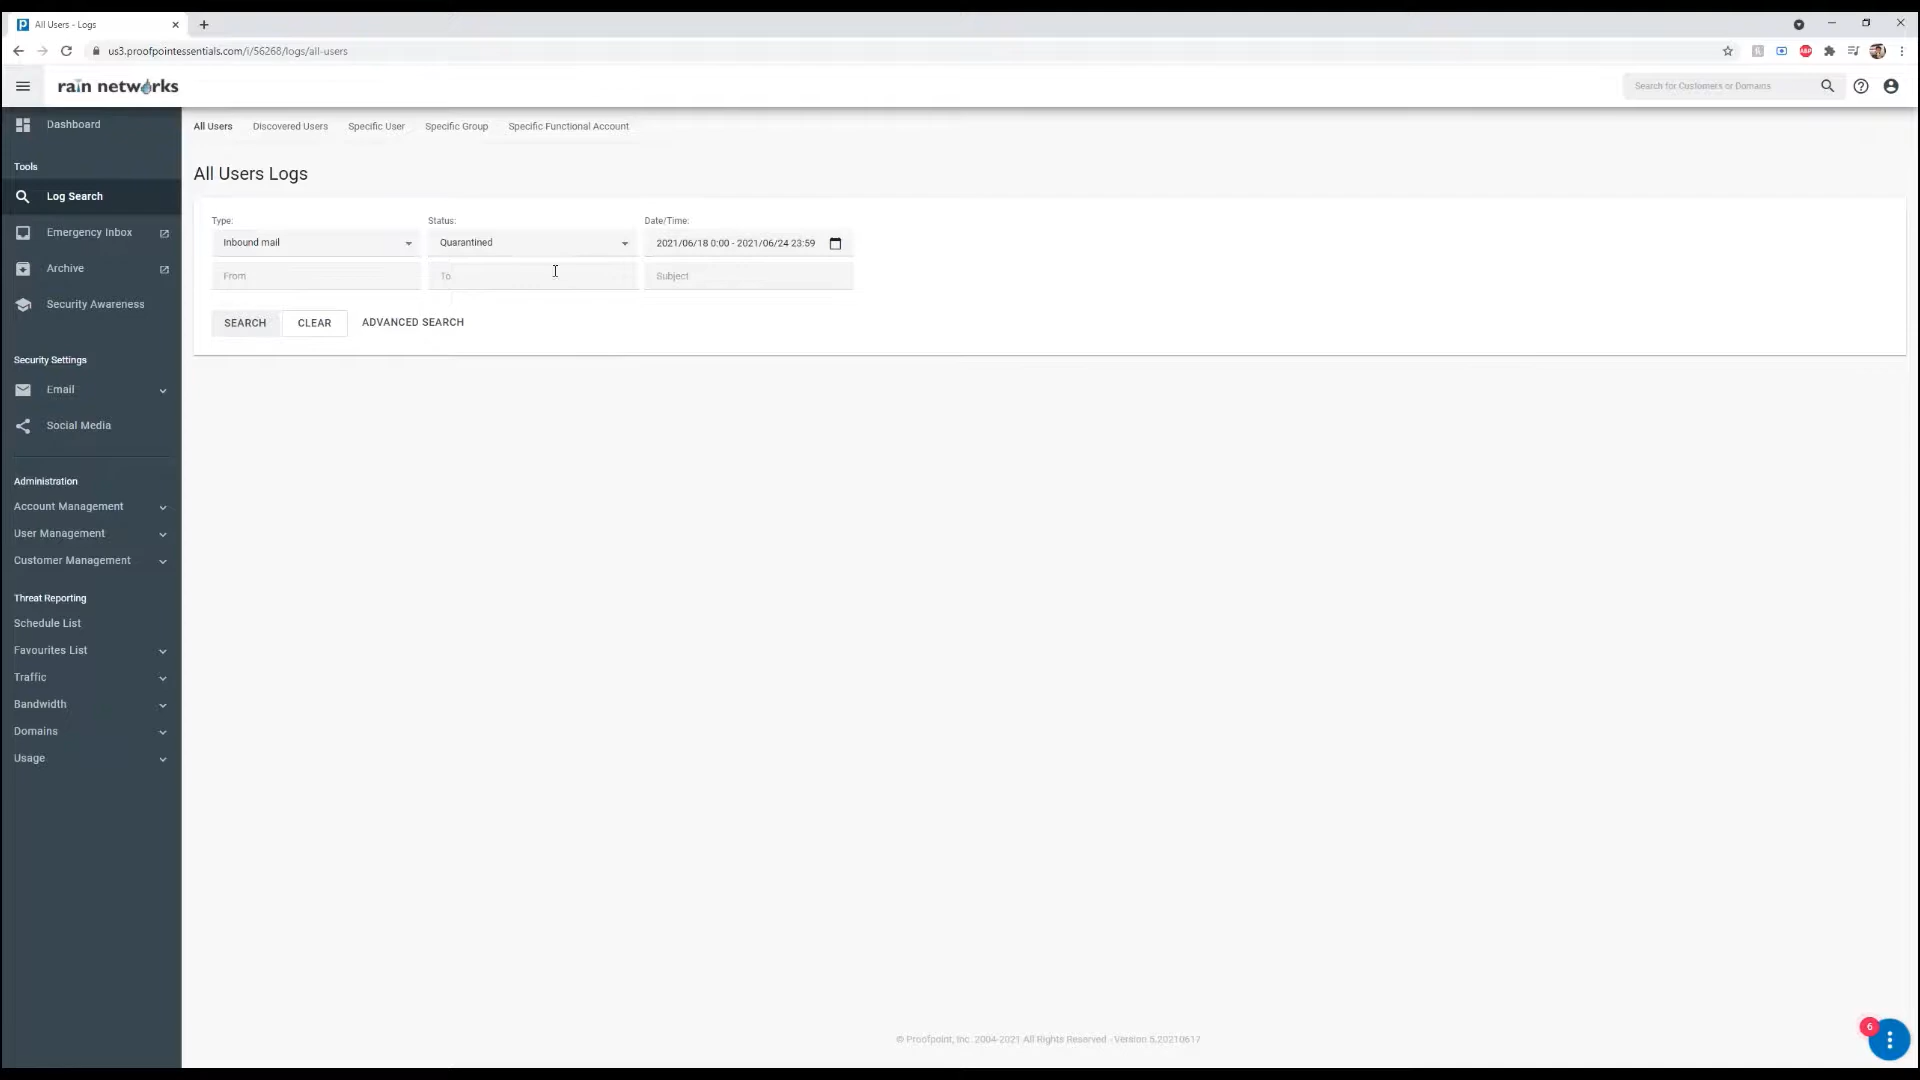 All Users - Logs
us3.proofpointessentials.com/i/56268/logs/all-users
rain networks
Search for Customers or Domains
Dashboard
Tools
Log Search
Emergency Inbox
Archive
Security Awareness
Security Settings
Email
Social Media
Administration
Account Management
User Management
Customer Management
Threat Reporting
Schedule List
Favourites List
Traffic
Bandwidth
Domains
Usage
All Users Discovered Users Specific User Specific Group Specific Functional Account
All Users Logs
Type: Status: Date/Time:
Inbound mail Quarantined 2021/06/18 0:00 - 2021/06/24 23:59
From To Subject
SEARCH CLEAR ADVANCED SEARCH
© Proofpoint, Inc. 2004-2021 All Rights Reserved - Version 5.20210617
6